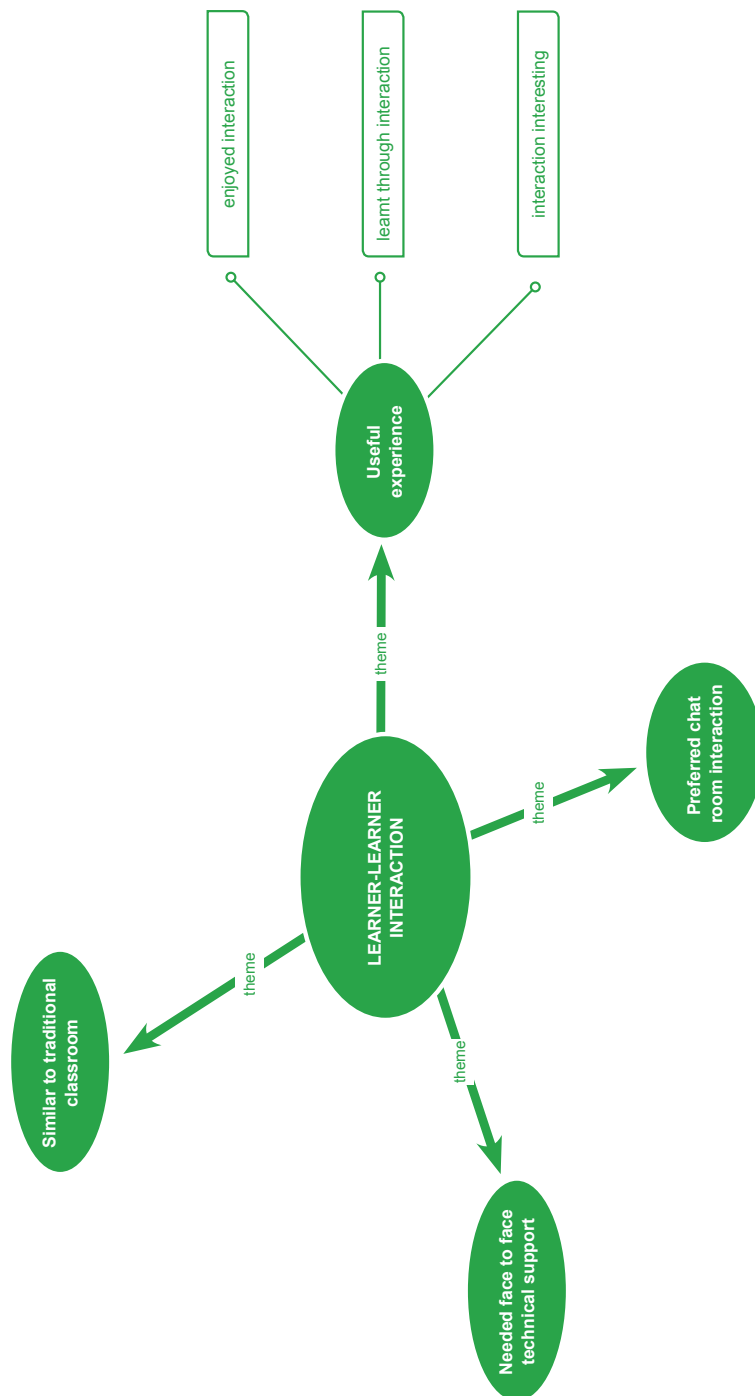 Similar to traditional
classroom
theme
LEARNER-LEARNER
INTERACTION
theme
Useful
experience
enjoyed interaction
learnt through interaction
interaction interesting
theme
Needed face to face
technical support
theme
Preferred chat
room interaction